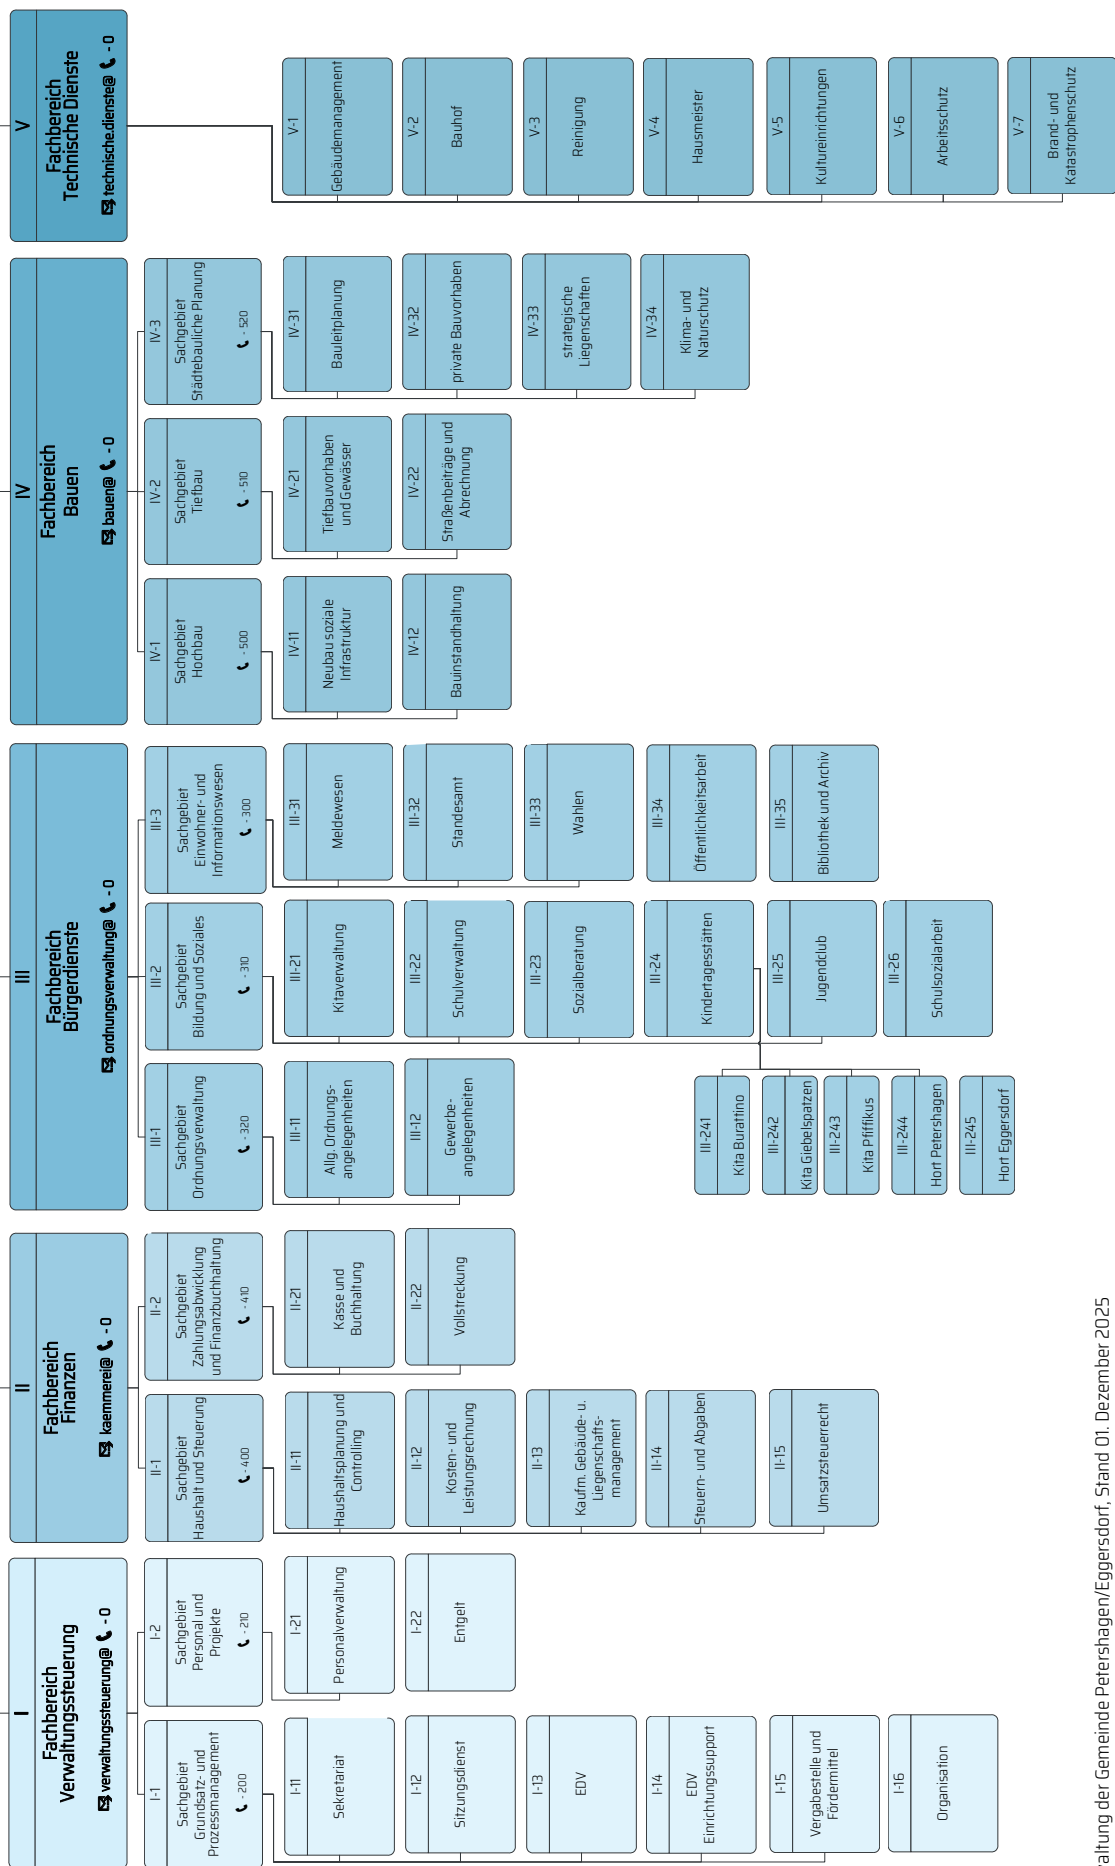 I
Fachbereich
Verwaltungssteuerung
verwaltungssteuerung@ - 0
I-1
Sachgebiet
Grundsatz- und
Prozessmanagement
- 200
I-11
Sekretariat
I-12
Sitzungsdienst
I-13
EDV
I-14
EDV
Einrichtungssupport
I-15
Vergabestelle und
Fördermittel
I-16
Organisation
I-2
Sachgebiet
Personal und
Projekte
- 210
I-21
Personalverwaltung
I-22
Entgelt
II
Fachbereich
Finanzen
kaemmerei@ - 0
II-1
Sachgebiet
Haushalt und Steuerung
- 400
II-11
Haushaltsplanung und
Controlling
II-12
Kosten- und
Leistungsrechnung
II-13
Kaufm. Gebäude- u.
Liegenschafts-
management
II-14
Steuern- und Abgaben
II-15
Umsatzsteuerrecht
II-2
Sachgebiet
Zahlungsabwicklung
und Finanzbuchhaltung
- 410
II-21
Kasse und
Buchhaltung
II-22
Vollstreckung
III
Fachbereich
Bürgerdienste
ordnungsverwaltung@ - 0
III-1
Sachgebiet
Ordnungsverwaltung
- 320
III-11
Allg. Ordnungs-
angelegenheiten
III-12
Gewerbe-
angelegenheiten
III-2
Sachgebiet
Bildung und Soziales
- 310
III-21
Kitaverwaltung
III-22
Schulverwaltung
III-23
Sozialberatung
III-24
Kindertagesstätten
III-241
Kita Burattino
III-242
Kita Giebelspatzen
III-243
Kita Pfiffikus
III-244
Hort Petershagen
III-245
Hort Eggersdorf
III-25
Jugendclub
III-26
Schulsozialarbeit
III-3
Sachgebiet
Einwohner- und
Informationswesen
- 300
III-31
Meldewesen
III-32
Standesamt
III-33
Wahlen
III-34
Öffentlichkeitsarbeit
III-35
Bibliothek und Archiv
IV
Fachbereich
Bauen
bauen@ - 0
IV-1
Sachgebiet
Hochbau
- 500
IV-11
Neubau soziale
Infrastruktur
IV-12
Bauinstandhaltung
IV-2
Sachgebiet
Tiefbau
- 510
IV-21
Tiefbauvorhaben
und Gewässer
IV-22
Straßenbeiträge und
Abrechnung
IV-3
Sachgebiet
Städtebauliche Planung
- 520
IV-31
Bauleitplanung
IV-32
private Bauvorhaben
IV-33
strategische
Liegenschaften
IV-34
Klima- und
Naturschutz
V
Fachbereich
Technische Dienste
technische.dienste@ - 0
V-1
Gebäudemanagement
V-2
Bauhof
V-3
Reinigung
V-4
Hausmeister
V-5
Kultureinrichtungen
V-6
Arbeitsschutz
V-7
Brand- und
Katastrophenschutz
altung der Gemeinde Petershagen/Eggersdorf, Stand 01. Dezember 2025